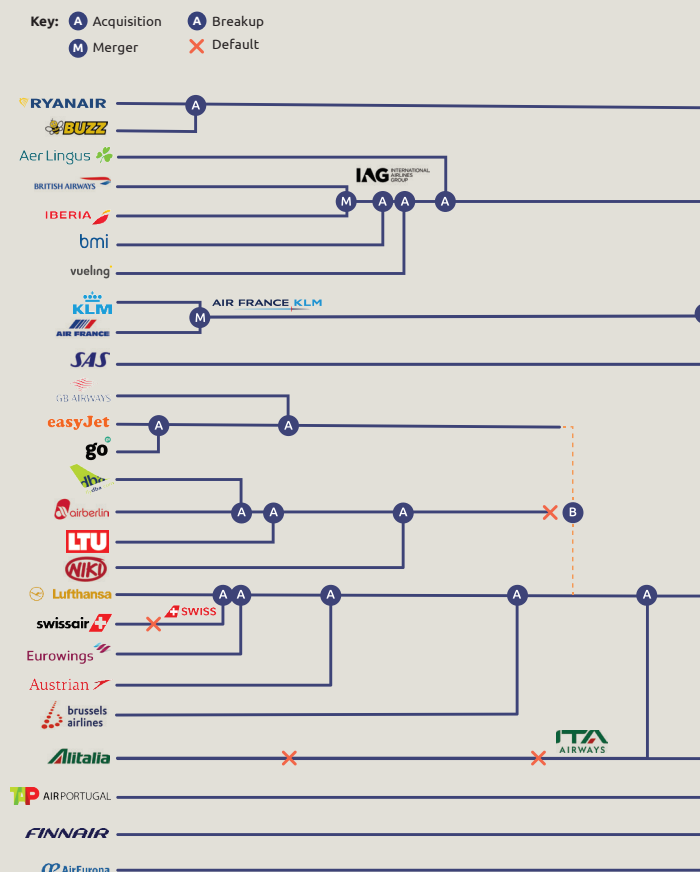 Key: A Acquisition A Breakup
M Merger Default
RYANAIR A
BUZZ
Aer Lingus
IAG INTERNATIONAL AIRLINES GROUP
BRITISH AIRWAYS
M A A A
IBERIA
bmi
vueling
KLM AIR FRANCE KLM
M
AIR FRANCE
SAS
GB AIRWAYS
easyJet A A
go
dba
dba
airberlin A A A B
LTU
NIKI
Lufthansa A A A A A
SWISS
swissair
Eurowings
Austrian
brussels
airlines
ITA
AIRWAYS
Alitalia
TAP AIRPORTUGAL
FINNAIR
AirEuropa